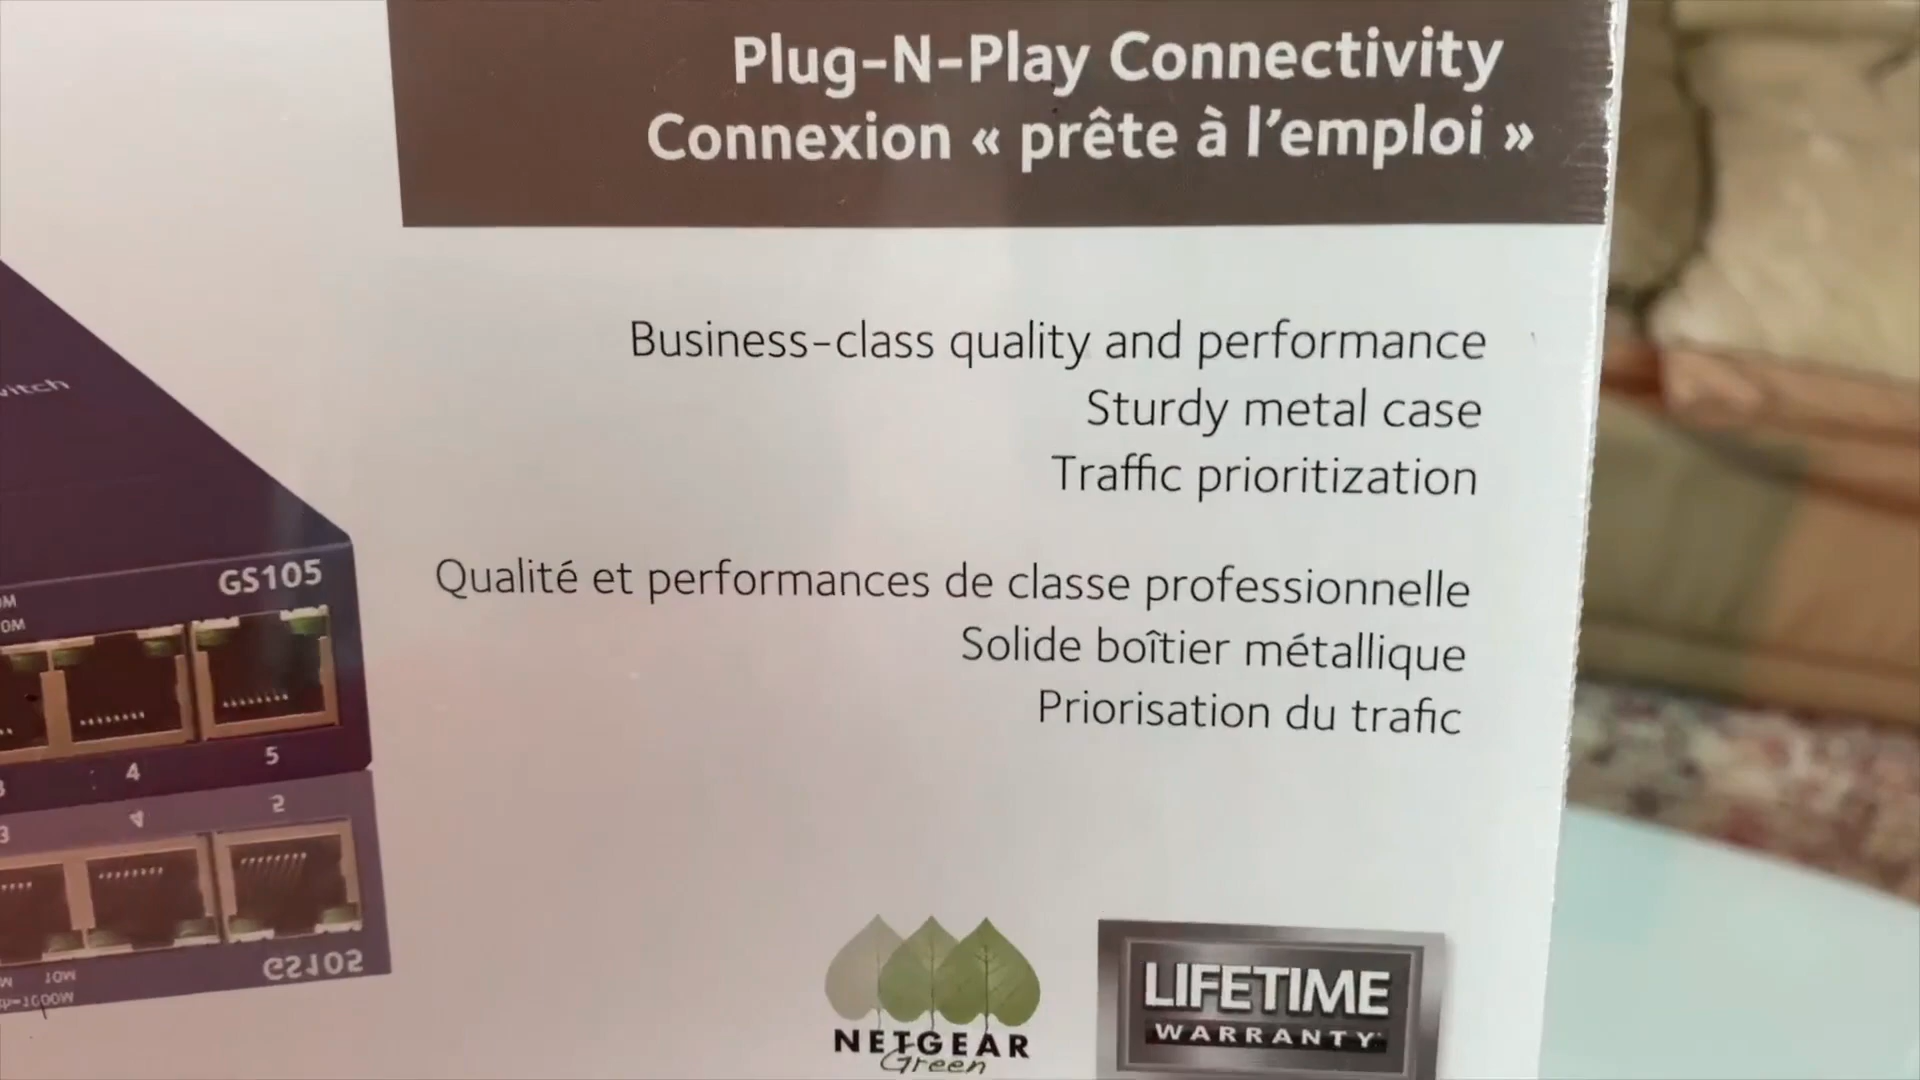 Plug-N-Play Connectivity
Connexion « prête à l'emploi »
Business-class quality and performance
Sturdy metal case
Traffic prioritization
Qualité et performances de classe professionnelle
Solide boîtier métallique
Priorisation du trafic
GS105
4 5
NETGEAR
Green
LIFETIME
WARRANTY